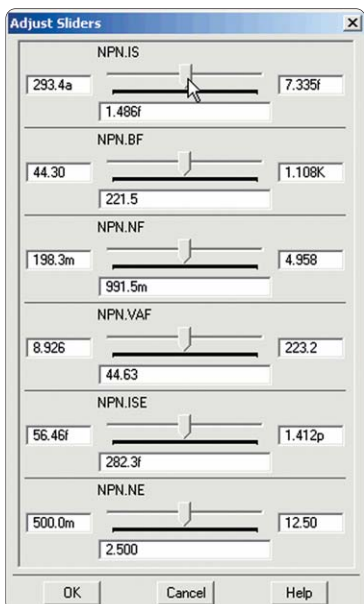 Adjust Sliders
NPN.IS
293.4a
7.335f
1.486f
NPN.BF
44.30
1.108K
221.5
NPN.NF
198.3m
4.958
991.5m
NPN.VAF
8.926
223.2
44.63
NPN.ISE
56.46f
1.412p
282.3f
NPN.NE
500.0m
12.50
2.500
OK Cancel Help